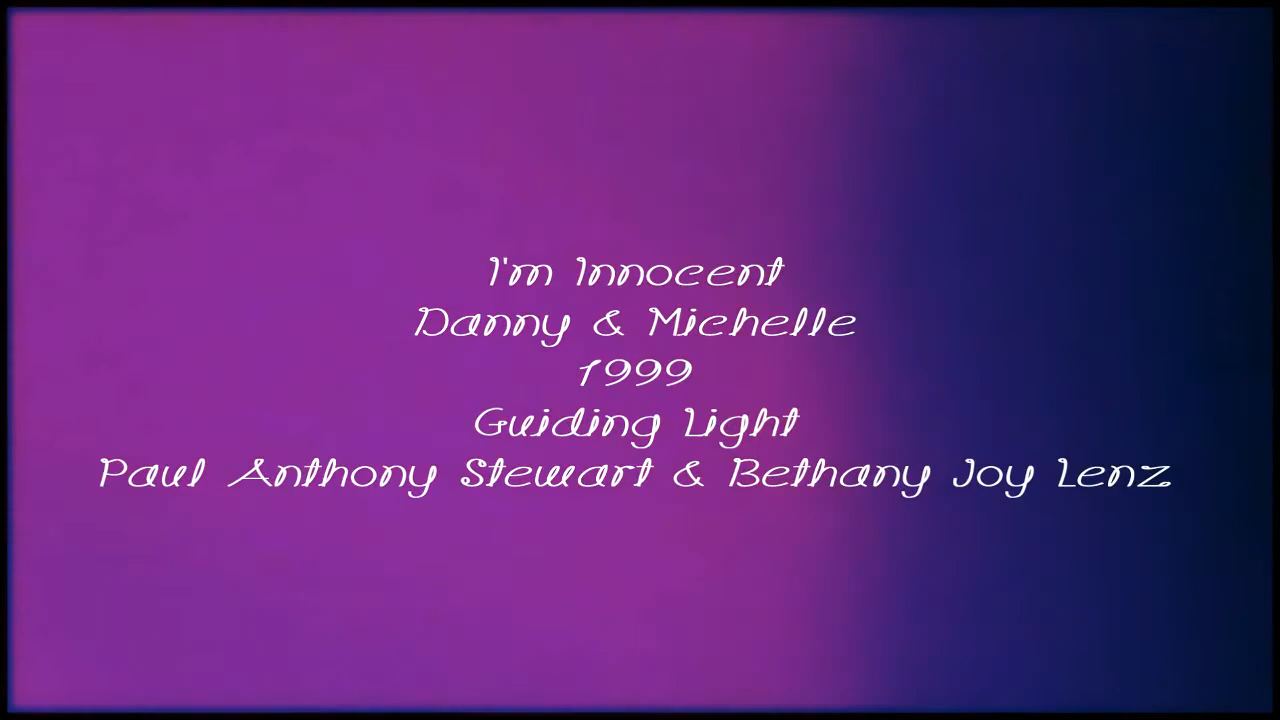 I'm Innocent
Danny & Michelle
1999
Guiding Light
Paul Anthony Stewart & Bethany Joy Lenz